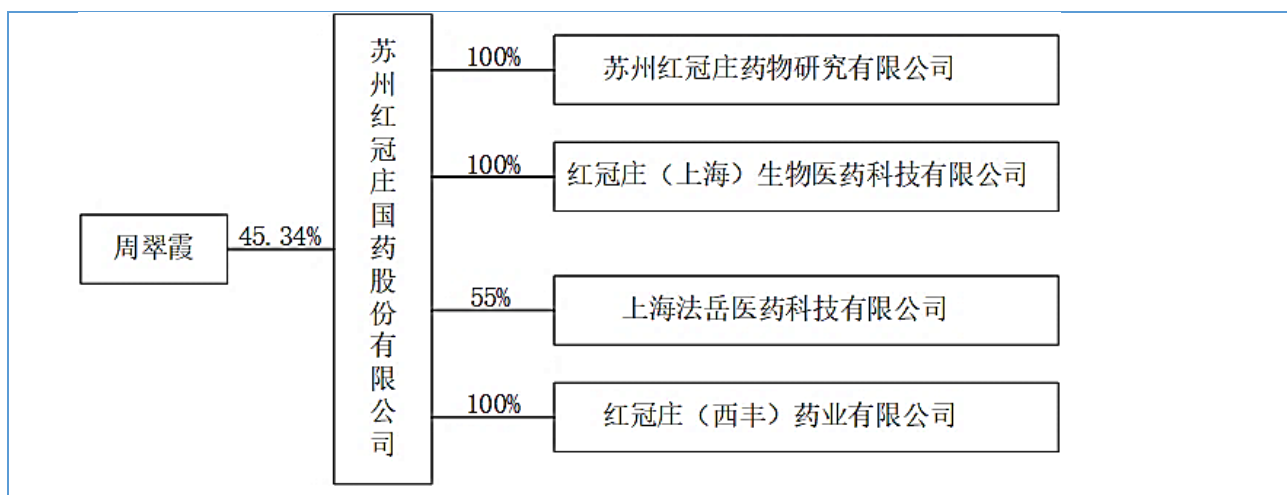 周翠霞
45.34%
苏州红冠庄国药股份有限公司
100%
苏州红冠庄药物研究有限公司
100%
红冠庄（上海）生物医药科技有限公司
55%
上海法岳医药科技有限公司
100%
红冠庄（西丰）药业有限公司